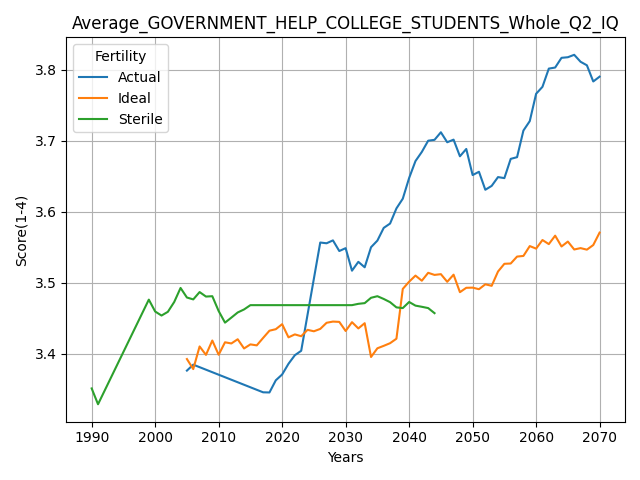 Average_GOVERNMENT_HELP_COLLEGE_STUDENTS_Whole_Q2_IQ
Fertility
Actual
Ideal
Sterile
Score(1-4)
3.8
3.7
3.6
3.5
3.4
1990 2000 2010 2020 2030 2040 2050 2060 2070
Years